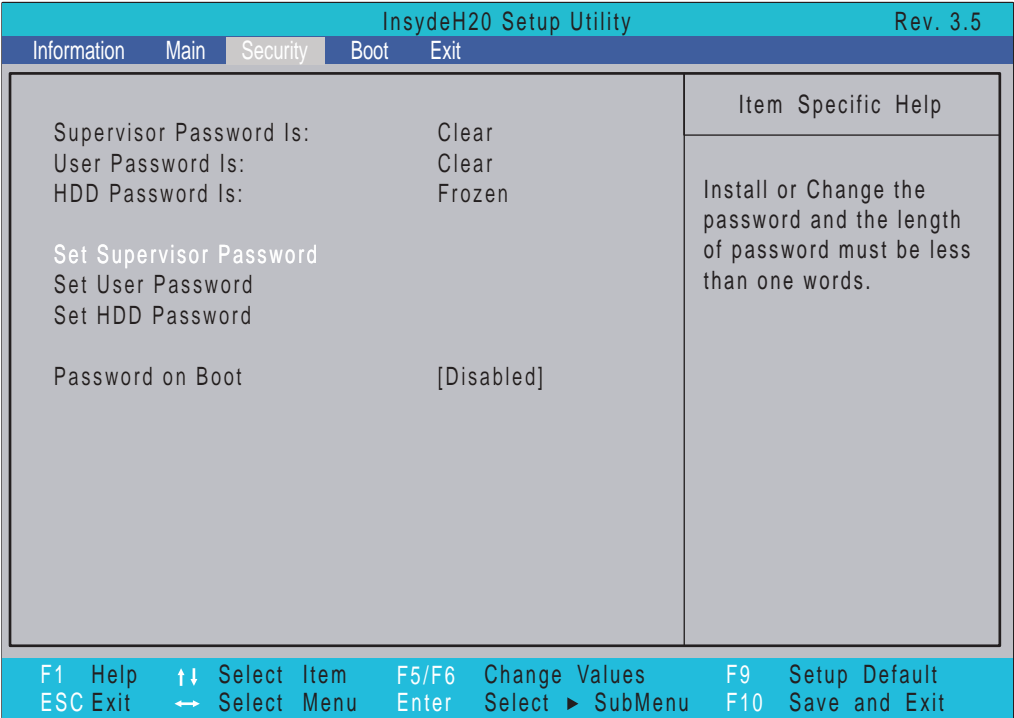 InsydeH20 Setup Utility Rev. 3.5
Information Main Security Boot Exit
Item Specific Help
Supervisor Password Is: Clear
User Password Is: Clear
HDD Password Is: Frozen
Set Supervisor Password
Set User Password
Set HDD Password
Password on Boot [Disabled]
Install or Change the
password and the length
of password must be less
than one words.
F1 Help ↑↓ Select Item F5/F6 Change Values F9 Setup Default
ESC Exit ↔ Select Menu Enter Select ► SubMenu F10 Save and Exit